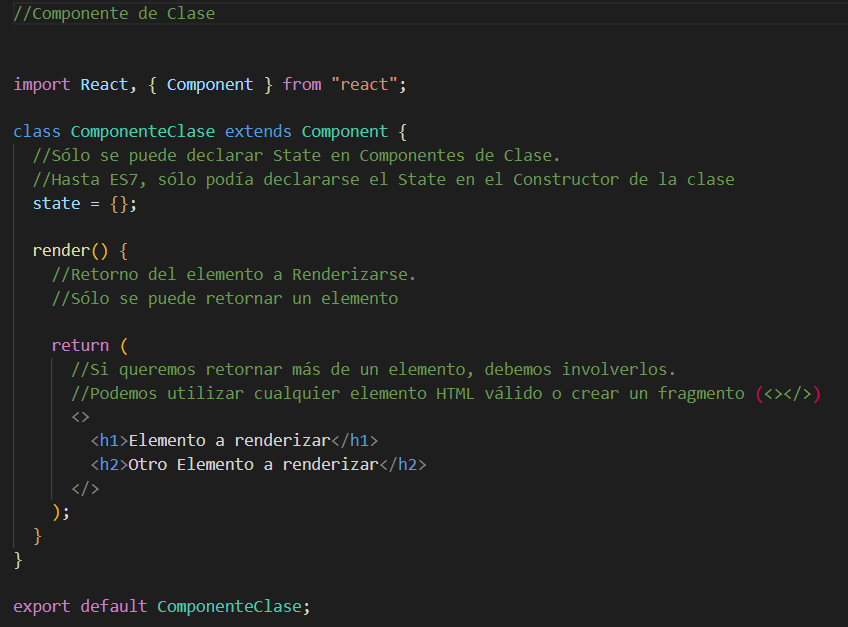 //Componente de Clase
import React, { Component } from "react";
class ComponenteClase extends Component {
//Sólo se puede declarar State en Componentes de Clase.
//Hasta ES7, sólo podía declararse el State en el Constructor de la clase
state = {};
render() {
//Retorno del elemento a Renderizarse.
//Sólo se puede retornar un elemento
return (
//Si queremos retornar más de un elemento, debemos involverlos.
//Podemos utilizar cualquier elemento HTML válido o crear un fragmento (<></>)
<>
<h1>Elemento a renderizar</h1>
<h2>Otro Elemento a renderizar</h2>
</>
);
}
}
export default ComponenteClase;